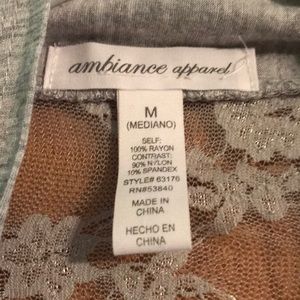 ambiance apparel
M
(MEDIANO)
SELF:
100% RAYON
CONTRAST:
90% NYLON
10% SPANDEX
STYLE#63176
RN#53840
MADE IN
CHINA
HECHO EN
CHINA